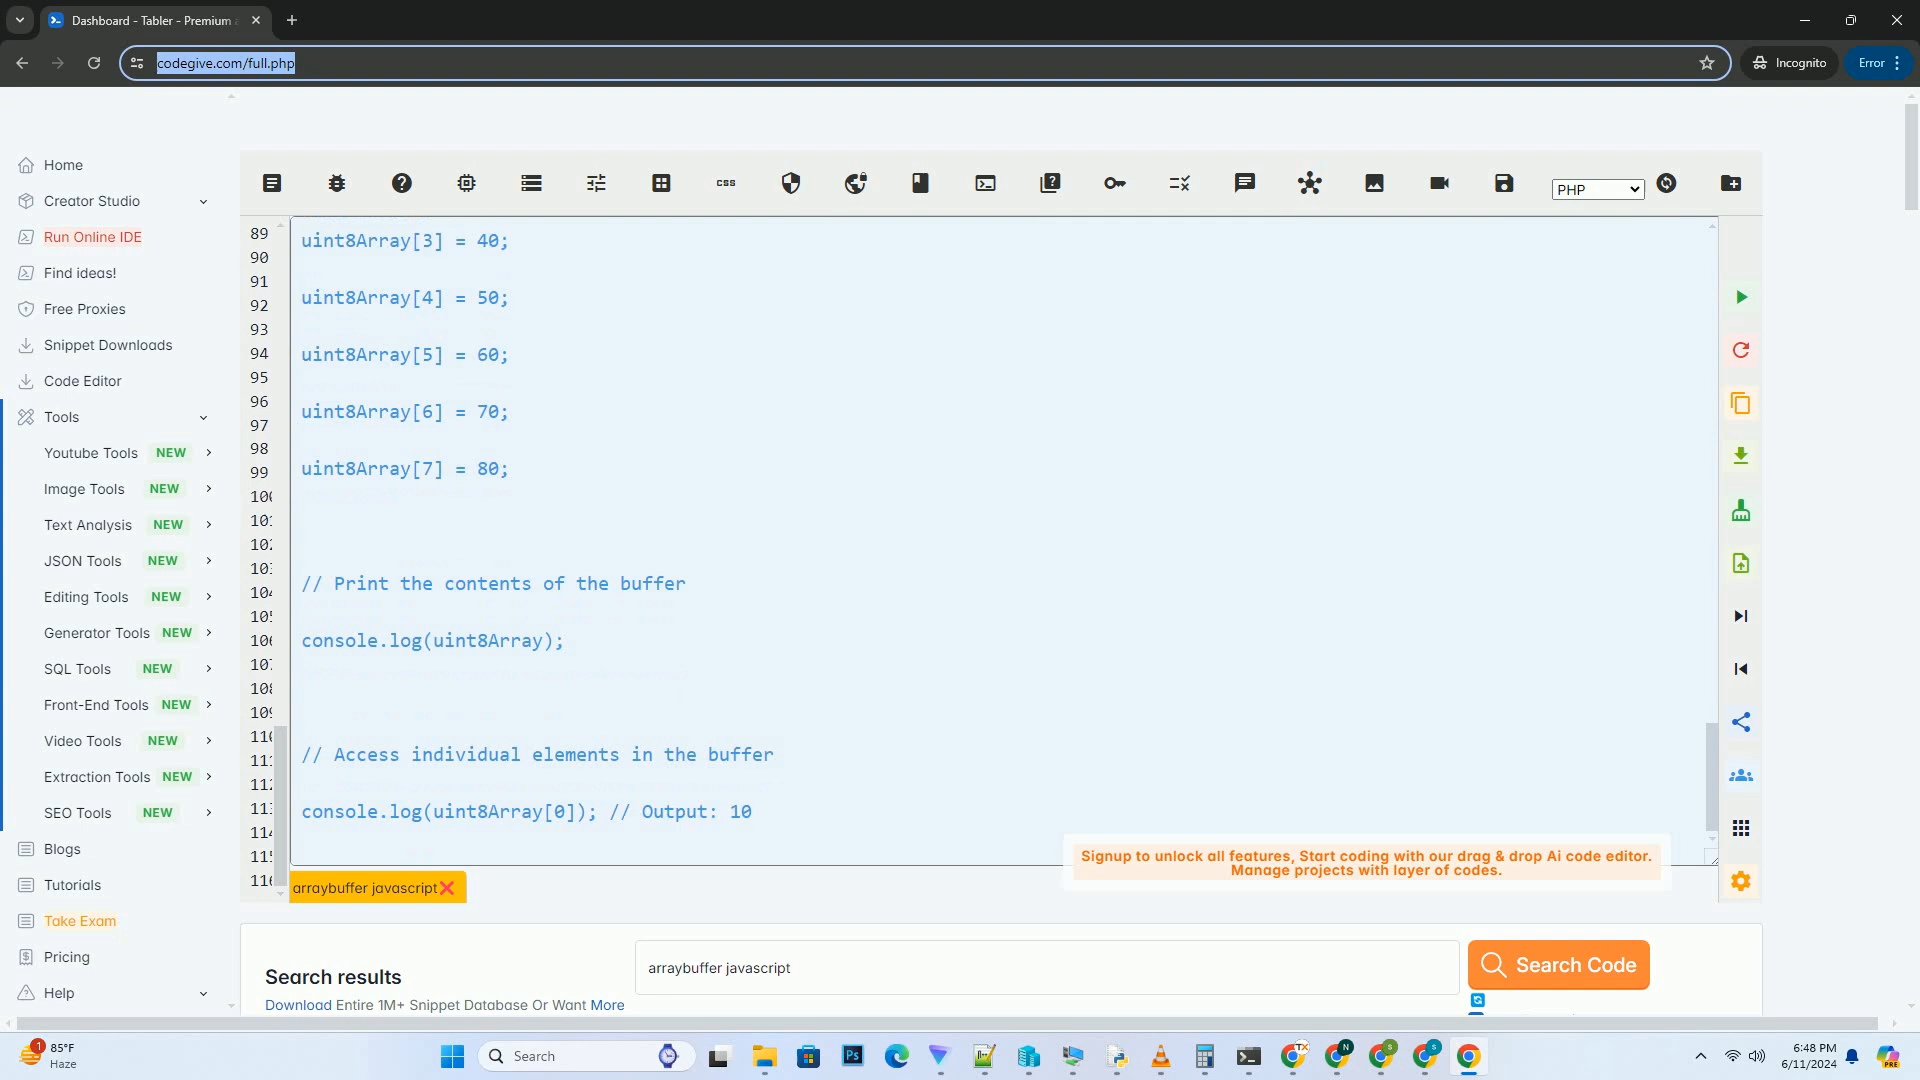 Dashboard - Tabler - Premium
codegive.com/full.php
Incognito
Error
Home
Creator Studio
Run Online IDE
Find ideas!
Free Proxies
Snippet Downloads
Code Editor
Tools
Youtube Tools NEW
Image Tools NEW
Text Analysis NEW
JSON Tools NEW
Editing Tools NEW
Generator Tools NEW
SQL Tools NEW
Front-End Tools NEW
Video Tools NEW
Extraction Tools NEW
SEO Tools NEW
Blogs
Tutorials
Take Exam
Pricing
Help
CSS
PHP
89
90
91
92
93
94
95
96
97
98
99
uint8Array[3] = 40;
uint8Array[4] = 50;
uint8Array[5] = 60;
uint8Array[6] = 70;
uint8Array[7] = 80;
// Print the contents of the buffer
console.log(uint8Array);
// Access individual elements in the buffer
console.log(uint8Array[0]); // Output: 10
Signup to unlock all features, Start coding with our drag & drop Ai code editor.
Manage projects with layer of codes.
arraybuffer javascript
Search results
Download Entire 1M+ Snippet Database Or Want More
arraybuffer javascript
Search Code
1
85°F
Haze
Search
6:48 PM
6/11/2024